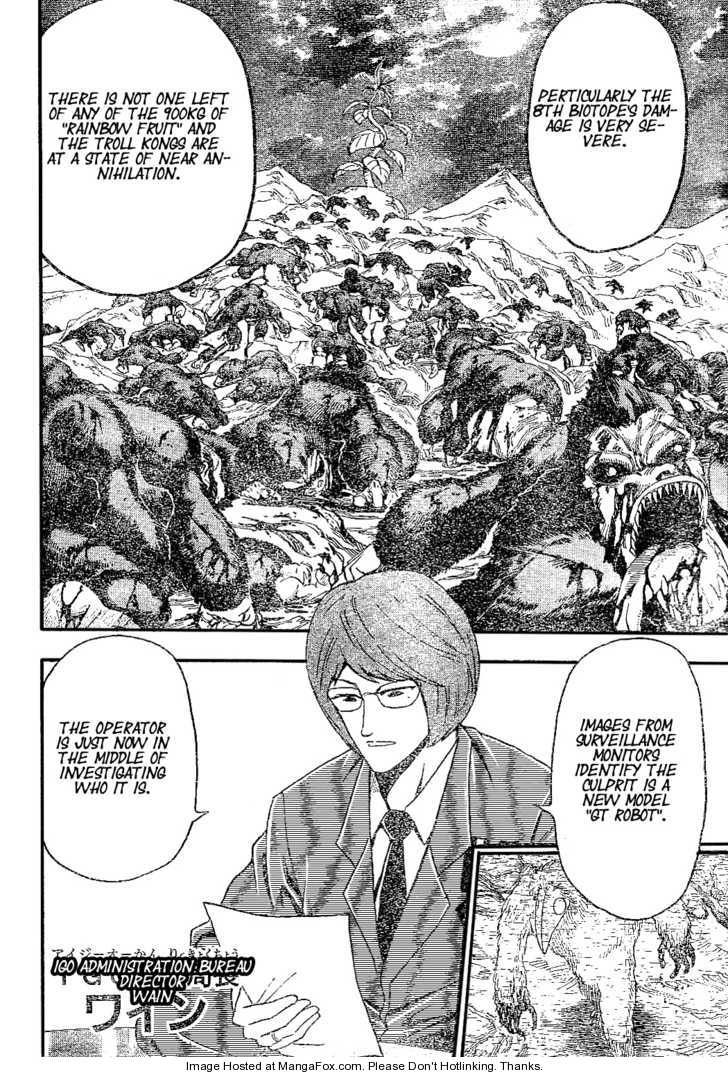 PERTICULARLY THE
8TH BIOTOPE'S DAM-
AGE IS VERY SE-
VERE.
THERE IS NOT ONE LEFT
OF ANY OF THE 900KG OF
"RAINBOW FRUIT" AND
THE TROLL KONGS ARE
AT A STATE OF NEAR AN-
NIHILATION.
IMAGES FROM
SURVEILLANCE
MONITORS
IDENTIFY THE
CULPRIT IS A
NEW MODEL
"GT ROBOT".
THE OPERATOR
IS JUST NOW IN
THE MIDDLE OF
INVESTIGATING
WHO IT IS.
IGO ADMINISTRATION BUREAU
DIRECTOR
WAIN
ワイン
Image Hosted at MangaFox.com. Please Don't Hotlinking. Thanks.